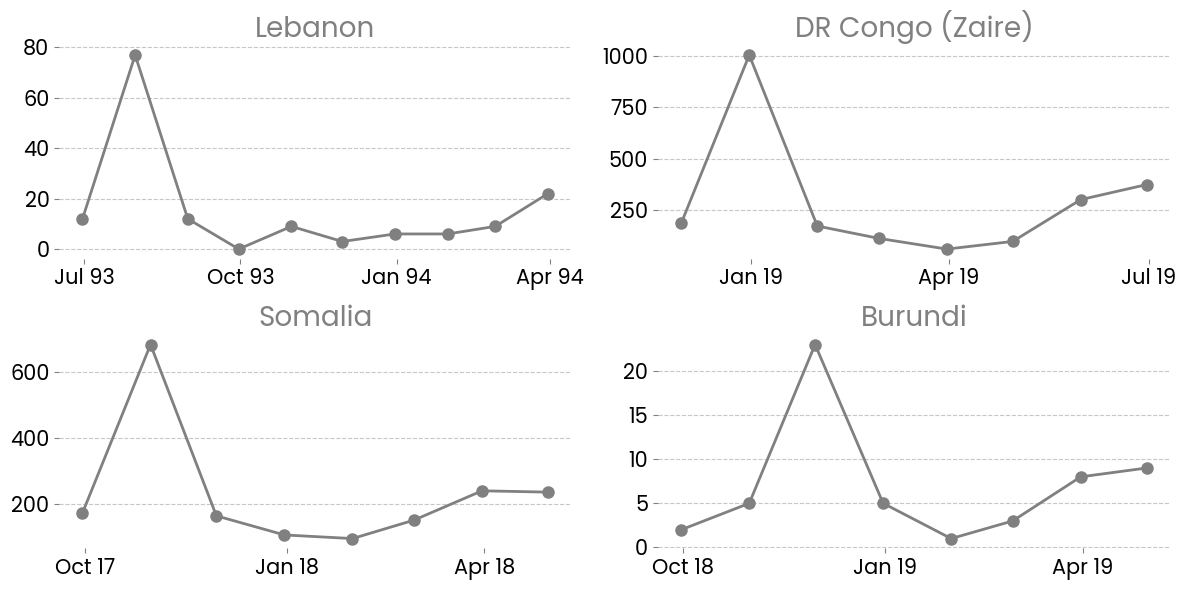 Lebanon
80
60
40
20
0
Jul 93 Oct 93 Jan 94 Apr 94
DR Congo (Zaire)
1000
750
500
250
Jan 19 Apr 19 Jul 19
Somalia
600
400
200
Oct 17 Jan 18 Apr 18
Burundi
20
15
10
5
0
Oct 18 Jan 19 Apr 19